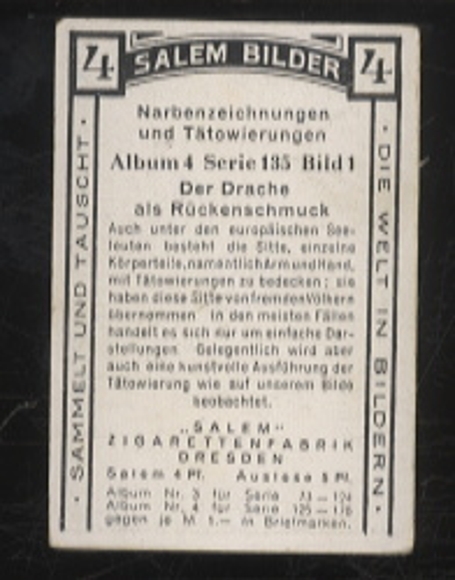 4 SALEM BILDER 4
Narbenzeichnungen
und Tätowierungen
Album 4 Serie 135 Bild 1
Der Drache
als Rückenschmuck
Auch unter den europäischen See-
leuten besteht die Sitte, einzelne
Körperteile, namentlich Arm und Hand,
mit Tätowierungen zu bedecken; sie
haben diese Sitte von fremden Völkern
übernommen. In den meisten Fällen
handelt es sich nur um einfache Dar-
stellungen. Gelegentlich wird aber
auch eine kunstvolle Ausführung der
Tätowierung wie auf unserem Bilde
beobachtet.
„SALEM“
ZIGARETTENFABRIK
DRESDEN
Salem 4 Pf. Auslese 5 Pf.
Album Nr. 3 für Serie 71–124
Album Nr. 4 für Serie 125–176
gegen je M 1.— in Briefmarken.
· SAMMELT UND TAUSCHT ·
· DIE WELT IN BILDERN ·